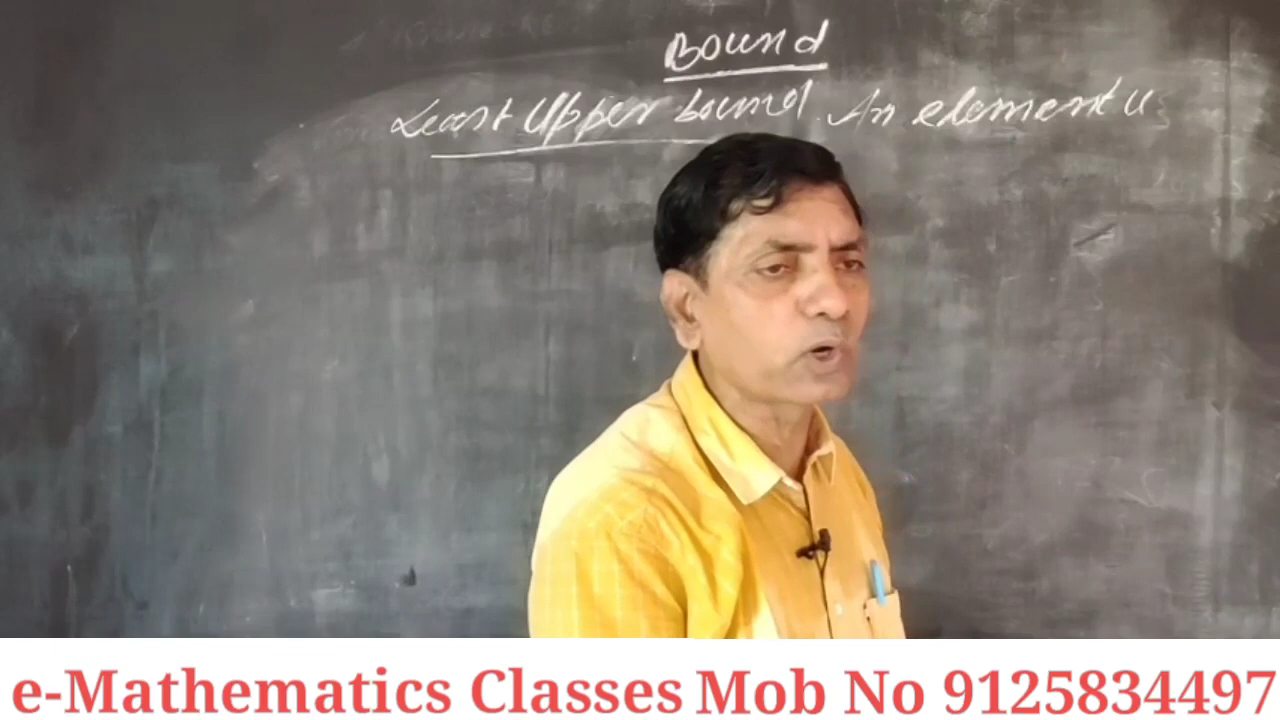 Bound
Least Upper bound. An element u
e-Mathematics Classes Mob No 9125834497